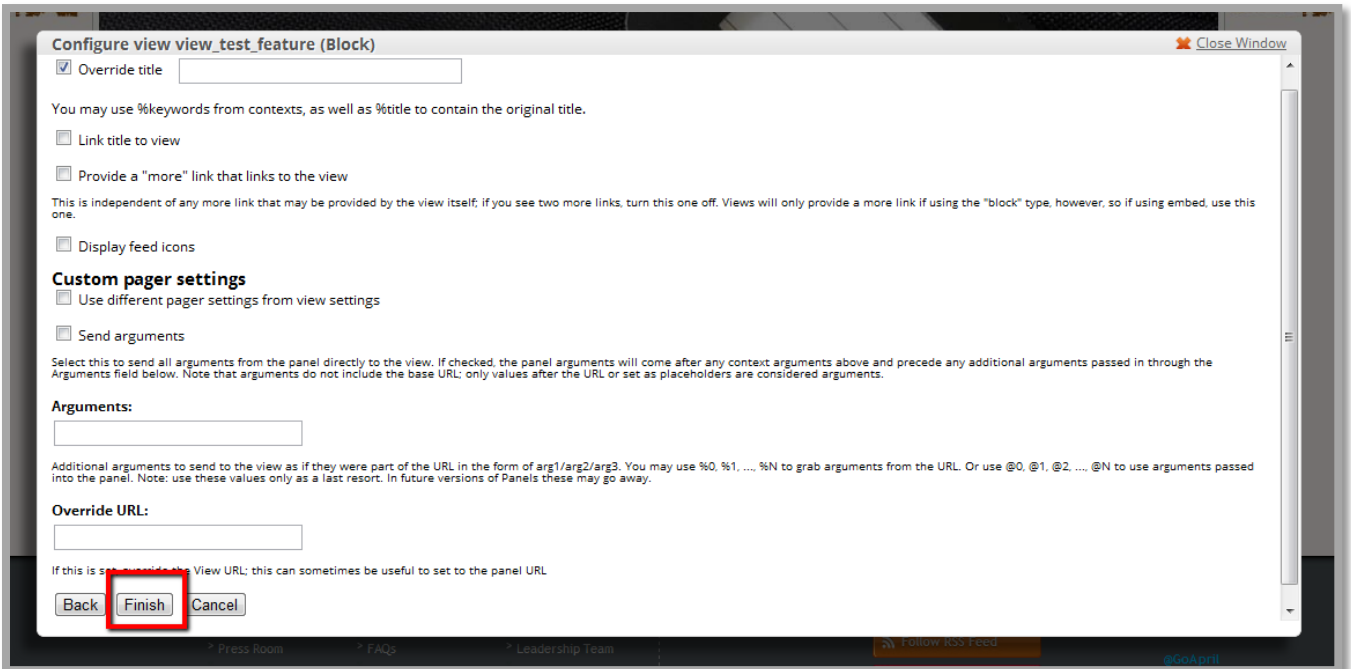 Configure view view_test_feature (Block)
Close Window
Override title
You may use %keywords from contexts, as well as %title to contain the original title.
Link title to view
Provide a "more" link that links to the view
This is independent of any more link that may be provided by the view itself; if you see two more links, turn this one off. Views will only provide a more link if using the "block" type, however, so if using embed, use this
one.
Display feed icons
Custom pager settings
Use different pager settings from view settings
Send arguments
Select this to send all arguments from the panel directly to the view. If checked, the panel arguments will come after any context arguments above and precede any additional arguments passed in through the
Arguments field below. Note that arguments do not include the base URL; only values after the URL or set as placeholders are considered arguments.
Arguments:
Additional arguments to send to the view as if they were part of the URL in the form of arg1/arg2/arg3. You may use %0, %1, ..., %N to grab arguments from the URL. Or use @0, @1, @2, ..., @N to use arguments passed
into the panel. Note: use these values only as a last resort. In future versions of Panels these may go away.
Override URL:
If this is set, override the View URL; this can sometimes be useful to set to the panel URL
Back Finish Cancel
> Press Room > FAQs > Leadership Team Follow RSS Feed
@GoApril